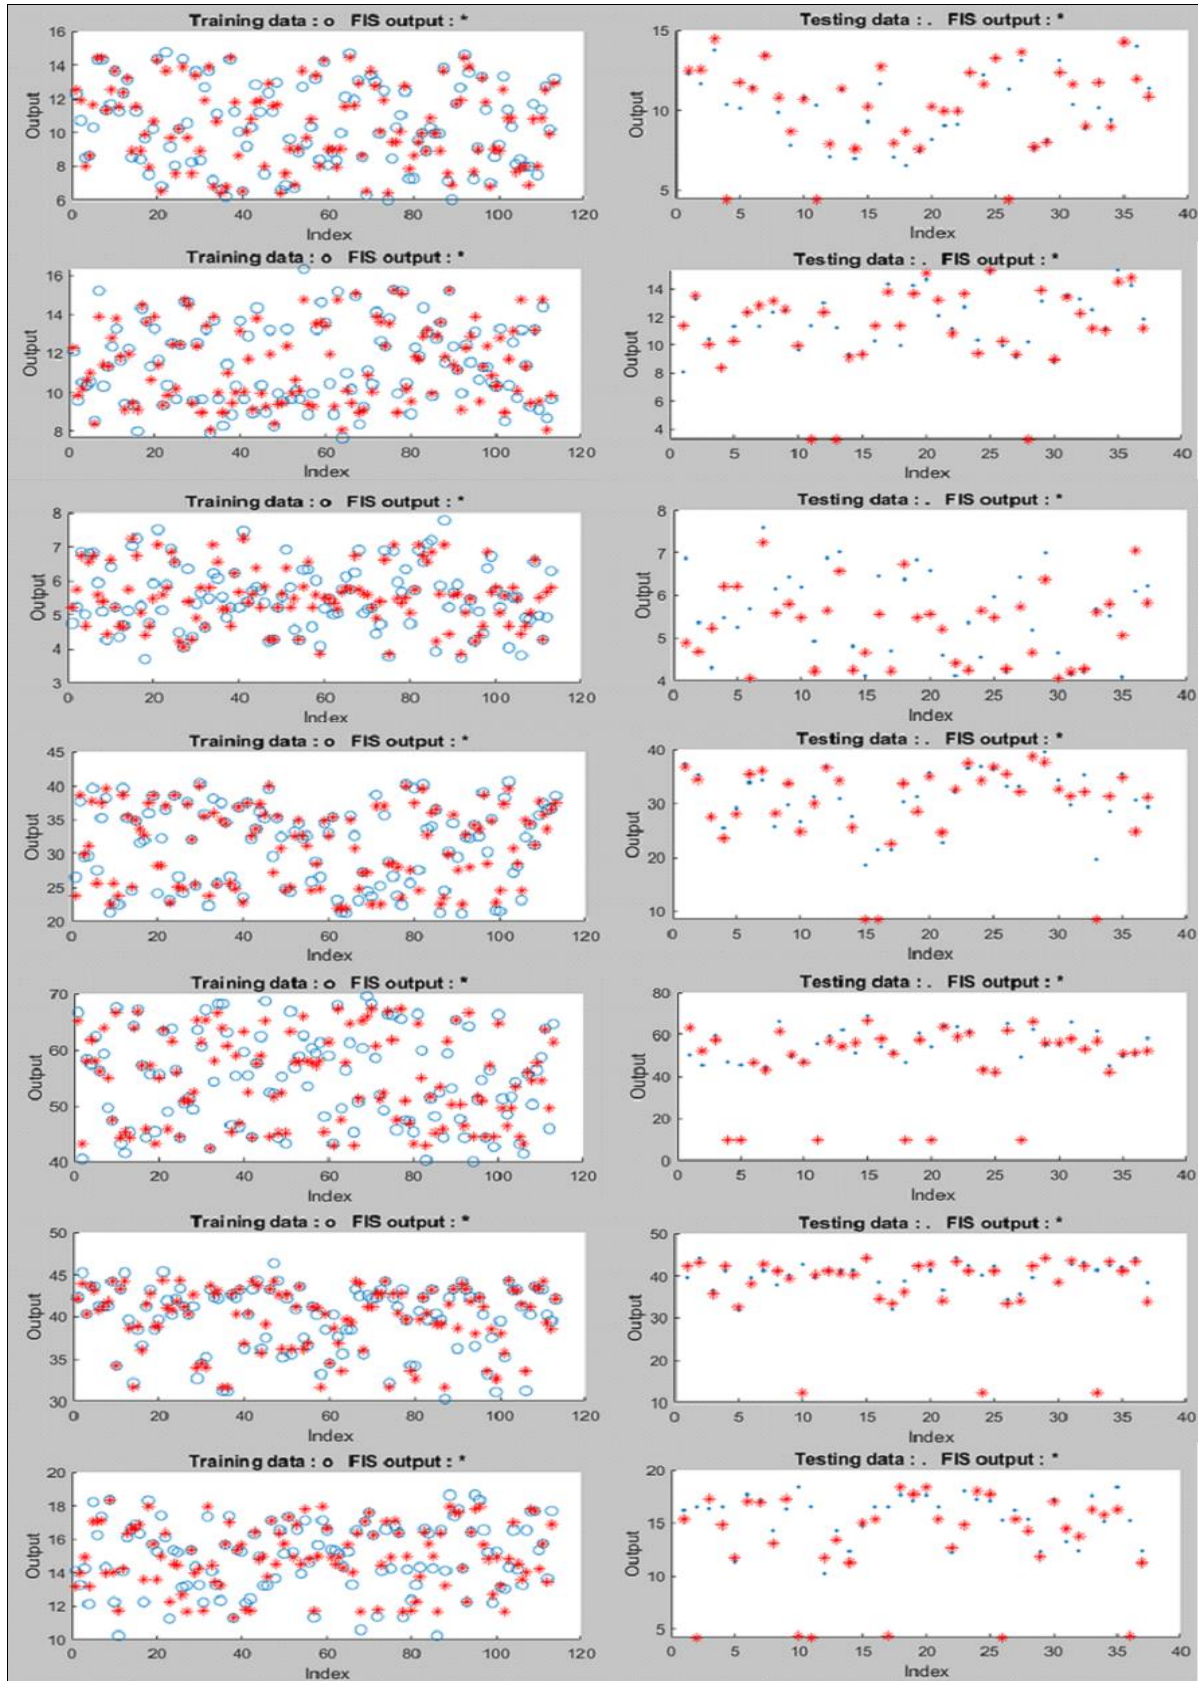 Training data : o FIS output : *
16
14
12
10
8
6
Output
0 20 40 60 80 100 120
Index
Testing data : . FIS output : *
15
10
5
Output
0 5 10 15 20 25 30 35 40
Index
Training data : o FIS output : *
16
14
12
10
8
Output
0 20 40 60 80 100 120
Index
Testing data : . FIS output : *
14
12
10
8
6
4
Output
0 5 10 15 20 25 30 35 40
Index
Training data : o FIS output : *
8
7
6
5
4
3
Output
0 20 40 60 80 100 120
Index
Testing data : . FIS output : *
8
7
6
5
4
Output
0 5 10 15 20 25 30 35 40
Index
Training data : o FIS output : *
45
40
35
30
25
20
Output
0 20 40 60 80 100 120
Index
Testing data : . FIS output : *
40
30
20
10
Output
0 5 10 15 20 25 30 35 40
Index
Training data : o FIS output : *
70
60
50
40
Output
0 20 40 60 80 100 120
Index
Testing data : . FIS output : *
80
60
40
20
0
Output
0 5 10 15 20 25 30 35 40
Index
Training data : o FIS output : *
50
45
40
35
30
Output
0 20 40 60 80 100 120
Index
Testing data : . FIS output : *
50
40
30
20
10
Output
0 5 10 15 20 25 30 35 40
Index
Training data : o FIS output : *
20
18
16
14
12
10
Output
0 20 40 60 80 100 120
Index
Testing data : . FIS output : *
20
15
10
5
Output
0 5 10 15 20 25 30 35 40
Index